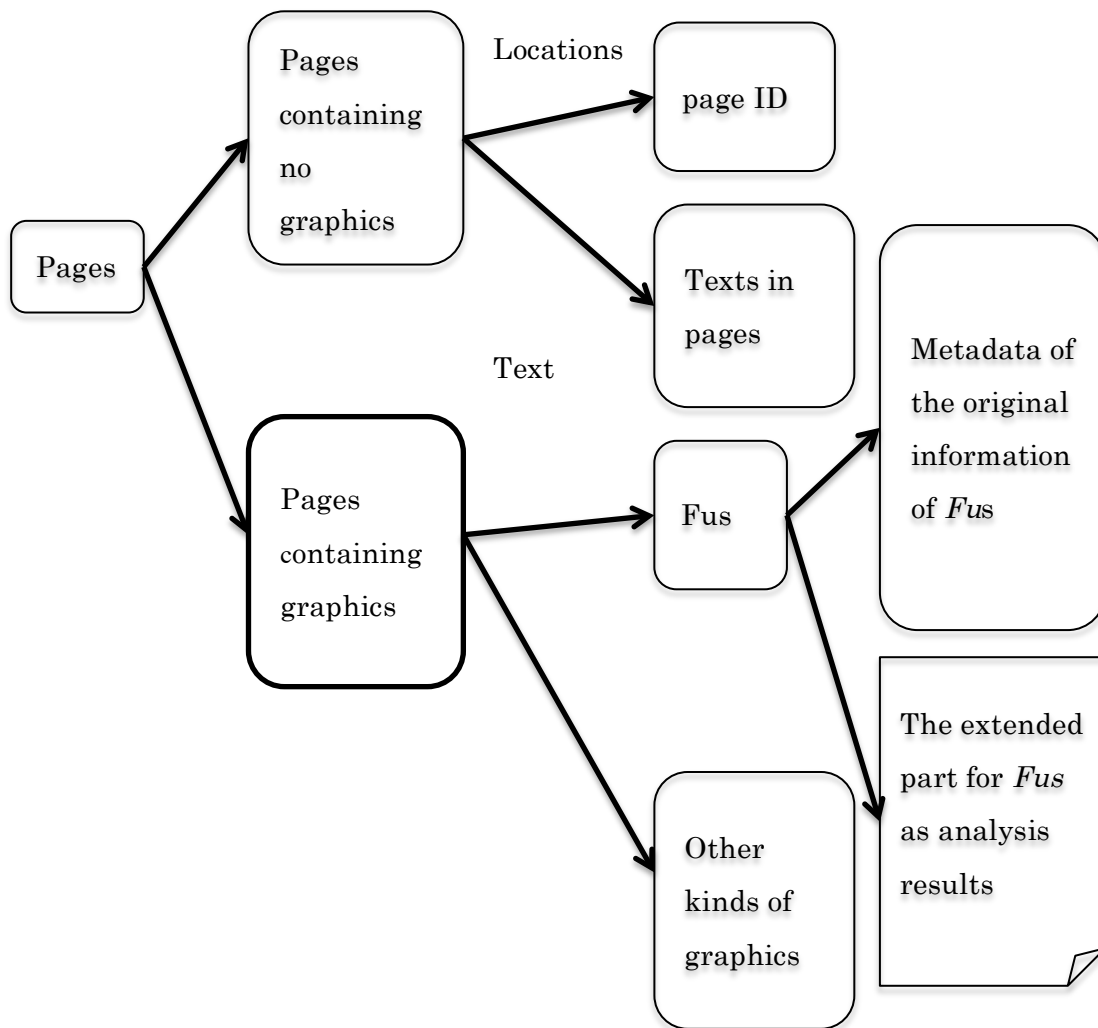 Pages
Pages
containing
no
graphics
Locations
page ID
Texts in
pages
Text
Pages
containing
graphics
Fus
Other
kinds of
graphics
Metadata of
the original
information
of Fus
The extended
part for Fus
as analysis
results